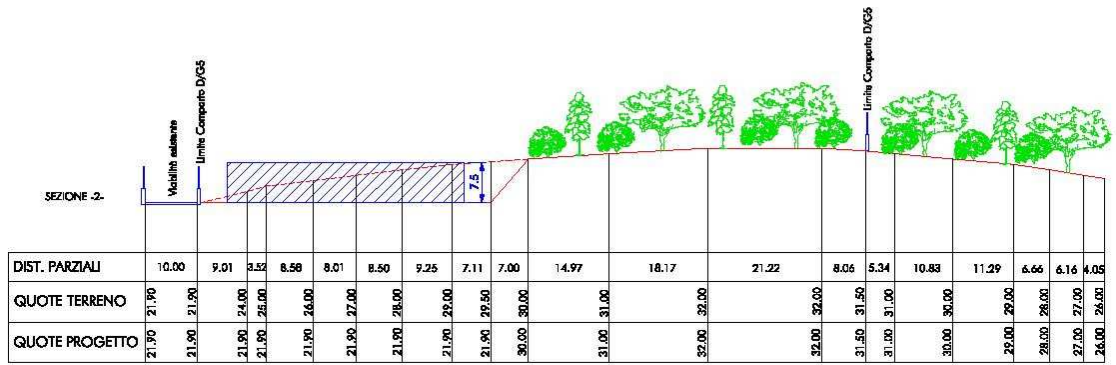 Viabilità esistente
Limite Comparto D/G5
Limite Comparto D/G5
SEZIONE -2-
7.5
DIST. PARZIALI 10.00 9.01 3.52 8.58 8.01 8.50 9.25 7.11 7.00 14.97 18.17 21.22 8.06 5.34 10.83 11.29 6.66 6.16 4.05
QUOTE TERRENO 21.90 21.90 24.00 25.00 26.00 27.00 28.00 29.00 29.50 30.00 31.00 32.00 32.00 31.50 31.00 30.00 29.00 28.00 27.00 26.00
QUOTE PROGETTO 21.90 21.90 21.90 21.90 21.90 21.90 21.90 21.90 21.90 30.00 31.00 32.00 32.00 31.50 31.00 30.00 29.00 28.00 27.00 26.00